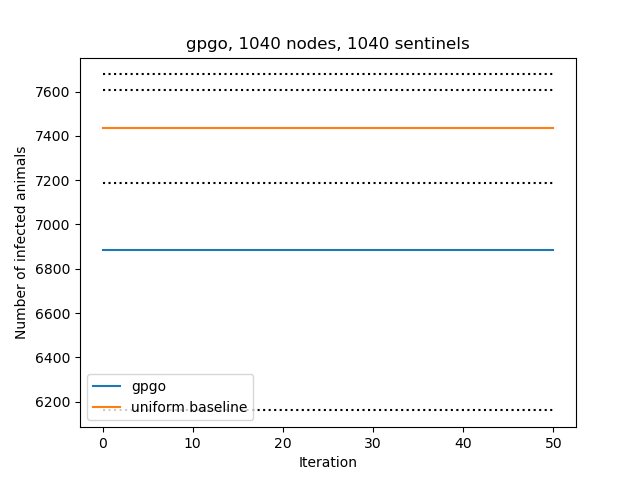 gpgo, 1040 nodes, 1040 sentinels
Number of infected animals
7600
7400
7200
7000
6800
6600
6400
6200
gpgo
uniform baseline
0 10 20 30 40 50
Iteration